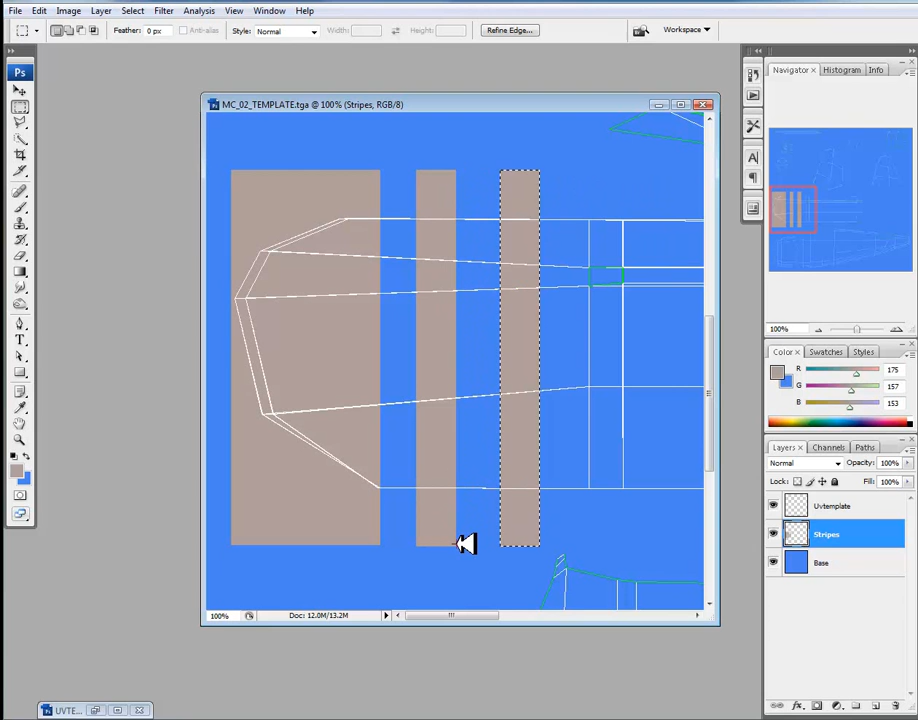 File Edit Image Layer Select Filter Analysis View Window Help
Feather: 0 px Anti-alias Style: Normal Width: Height: Refine Edge... Workspace
Ps
MC_02_TEMPLATE.tga @ 100% (Stripes, RGB/8)
100% Doc: 12.0M/13.2M
UVTE...
Navigator × Histogram Info
100%
Color × Swatches Styles
R 175
G 157
B 153
Layers × Channels Paths
Normal Opacity: 100%
Lock: Fill: 100%
Uvtemplate
Stripes
Base